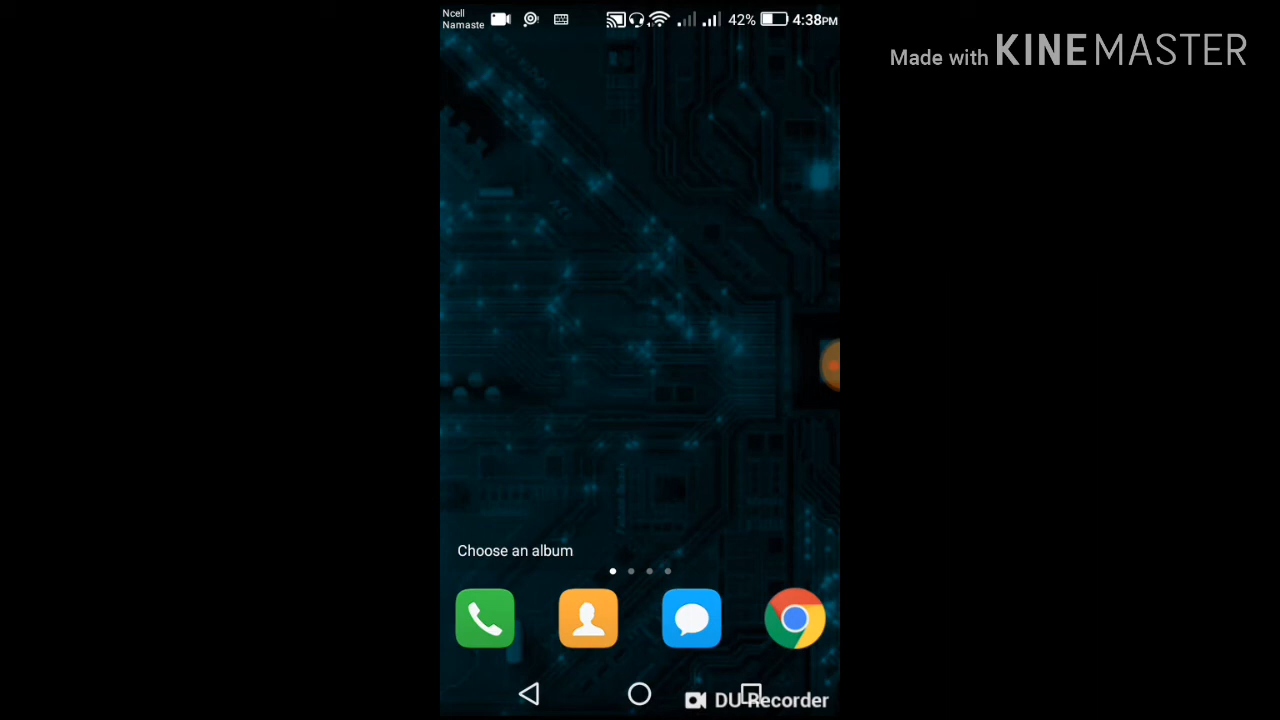 Ncell
Namaste
42%
4:38PM
Made with KINEMASTER
Choose an album
DU Recorder